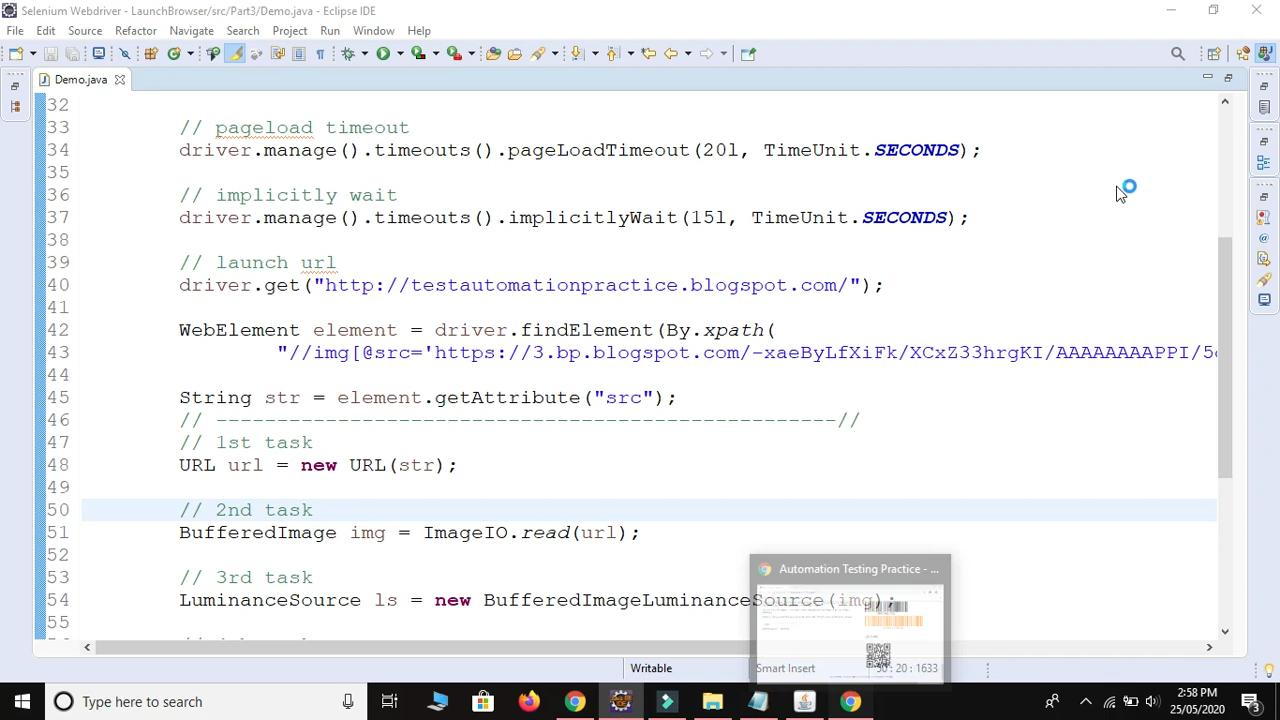 Selenium Webdriver - LaunchBrowser/src/Part3/Demo.java - Eclipse IDE
File Edit Source Refactor Navigate Search Project Run Window Help
Demo.java
32
33 // pageload timeout
34 driver.manage().timeouts().pageLoadTimeout(20l, TimeUnit.SECONDS);
35
36 // implicitly wait
37 driver.manage().timeouts().implicitlyWait(15l, TimeUnit.SECONDS);
38
39 // launch url
40 driver.get("http://testautomationpractice.blogspot.com/");
41
42 WebElement element = driver.findElement(By.xpath(
43 "//img[@src='https://3.bp.blogspot.com/-xaeByLfXiFk/XCxZ33hrgKI/AAAAAAAAPPI/5
44
45 String str = element.getAttribute("src");
46 // ---------------------------------------------------//
47 // 1st task
48 URL url = new URL(str);
49
50 // 2nd task
51 BufferedImage img = ImageIO.read(url);
52
53 // 3rd task
54 LuminanceSource ls = new BufferedImageLuminanceSource(img);
Automation Testing Practice - ...
Writable Smart Insert 50 : 20 : 1633
Type here to search
2:58 PM
25/05/2020
3